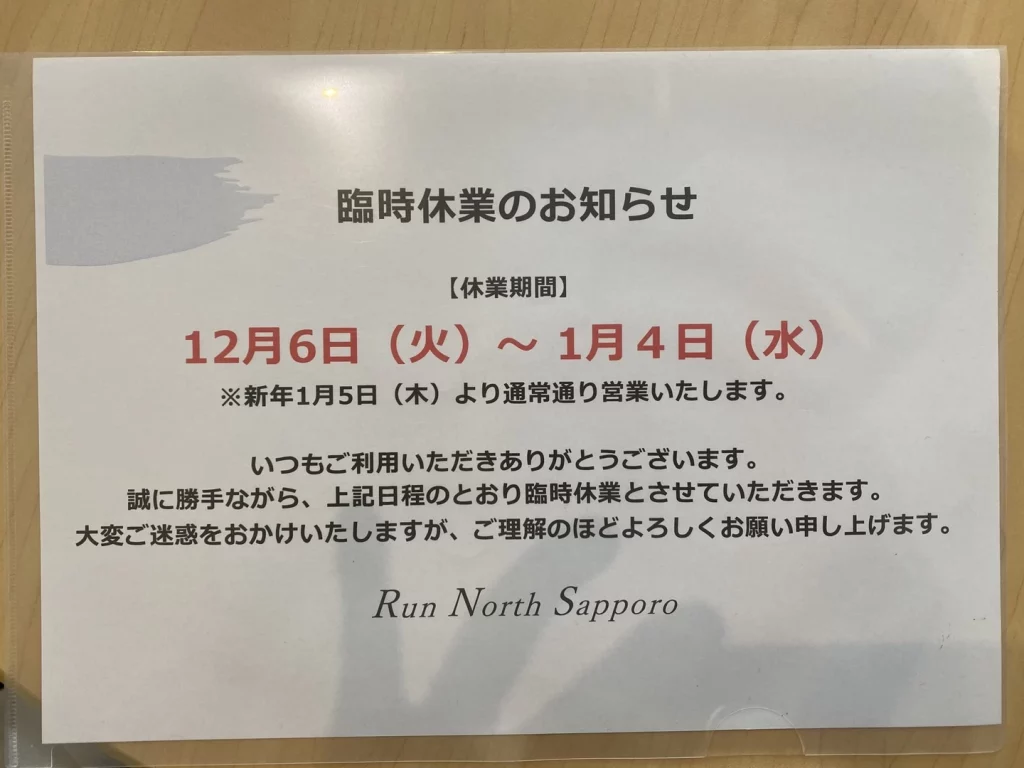 臨時休業のお知らせ
【休業期間】
12月6日（火）～ 1月４日（水）
※新年1月5日（木）より通常通り営業いたします。
いつもご利用いただきありがとうございます。
誠に勝手ながら、上記日程のとおり臨時休業とさせていただきます。
大変ご迷惑をおかけいたしますが、ご理解のほどよろしくお願い申し上げます。
Run North Sapporo